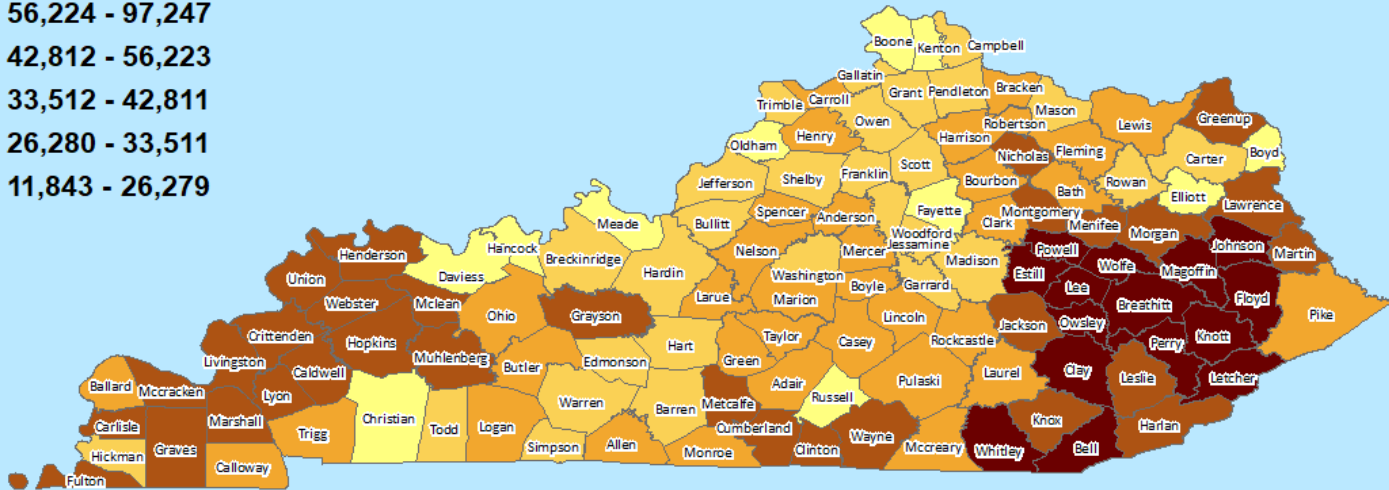 56,224 - 97,247
42,812 - 56,223
33,512 - 42,811
26,280 - 33,511
11,843 - 26,279
Boone
Kenton
Campbell
Gallatin
Grant
Pendleton
Bracken
Trimble
Carroll
Mason
Owen
Robertson
Lewis
Greenup
Henry
Harrison
Oldham
Nicholas
Fleming
Carter
Boyd
Scott
Franklin
Jefferson
Shelby
Bourbon
Rowan
Bath
Elliott
Lawrence
Spencer
Anderson
Fayette
Montgomery
Clark
Menifee
Morgan
Meade
Bullitt
Woodford
Jessamine
Hancock
Nelson
Mercer
Powell
Johnson
Martin
Henderson
Breckinridge
Madison
Wolfe
Magoffin
Daviess
Hardin
Washington
Estill
Union
Boyle
Garrard
Lee
Larue
Marion
Floyd
Webster
Mclean
Breathitt
Ohio
Grayson
Lincoln
Pike
Owsley
Jackson
Crittenden
Taylor
Knott
Hopkins
Casey
Rockcastle
Perry
Hart
Muhlenberg
Livingston
Edmonson
Green
Butler
Caldwell
Clay
Laurel
Leslie
Letcher
Pulaski
Adair
Ballard
Mccracken
Lyon
Russell
Warren
Metcalfe
Barren
Christian
Marshall
Knox
Carlisle
Harlan
Logan
Todd
Cumberland
Trigg
Wayne
Allen
Simpson
Mccreary
Bell
Graves
Clinton
Whitley
Monroe
Hickman
Calloway
Fulton